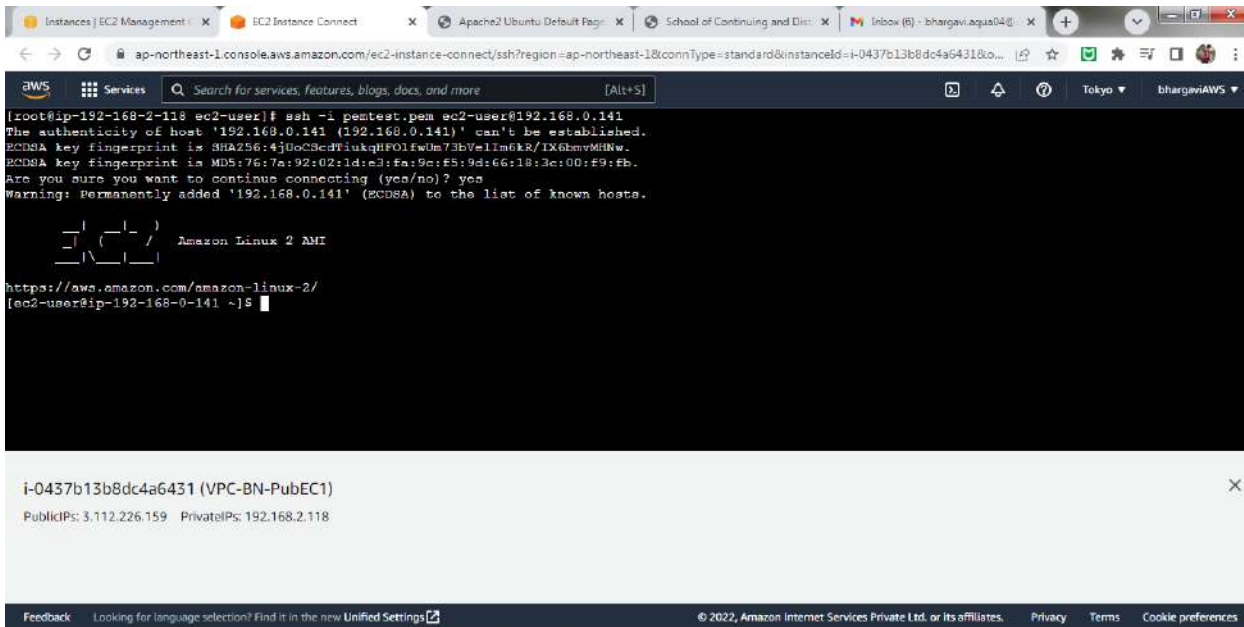 Instances | EC2 Management
EC2 Instance Connect
Apache2 Ubuntu Default Page
School of Continuing and Dis
Inbox (6) - bhargavi.aqua04@
ap-northeast-1.console.aws.amazon.com/ec2-instance-connect/ssh?region=ap-northeast-1&connType=standard&instanceId=i-0437b13b8dc4a6431&o...
aws
Services
Search for services, features, blogs, docs, and more
[Alt+S]
Tokyo
bhargaviAWS
[root@ip-192-168-2-118 ec2-user]# ssh -i pemtest.pem ec2-user@192.168.0.141
The authenticity of host '192.168.0.141 (192.168.0.141)' can't be established.
ECDSA key fingerprint is SHA256:4jUoCScdTiukqHFOlfwUm73bVelIm6kR/IX6bmvMHNw.
ECDSA key fingerprint is MD5:76:7a:92:02:1d:e3:fa:9c:f5:9d:66:18:3c:00:f9:fb.
Are you sure you want to continue connecting (yes/no)? yes
Warning: Permanently added '192.168.0.141' (ECDSA) to the list of known hosts.
Amazon Linux 2 AMI
https://aws.amazon.com/amazon-linux-2/
[ec2-user@ip-192-168-0-141 ~]$
i-0437b13b8dc4a6431 (VPC-BN-PubEC1)
PublicIPs: 3.112.226.159 PrivateIPs: 192.168.2.118
Feedback
Looking for language selection? Find it in the new Unified Settings
© 2022, Amazon Internet Services Private Ltd. or its affiliates.
Privacy
Terms
Cookie preferences